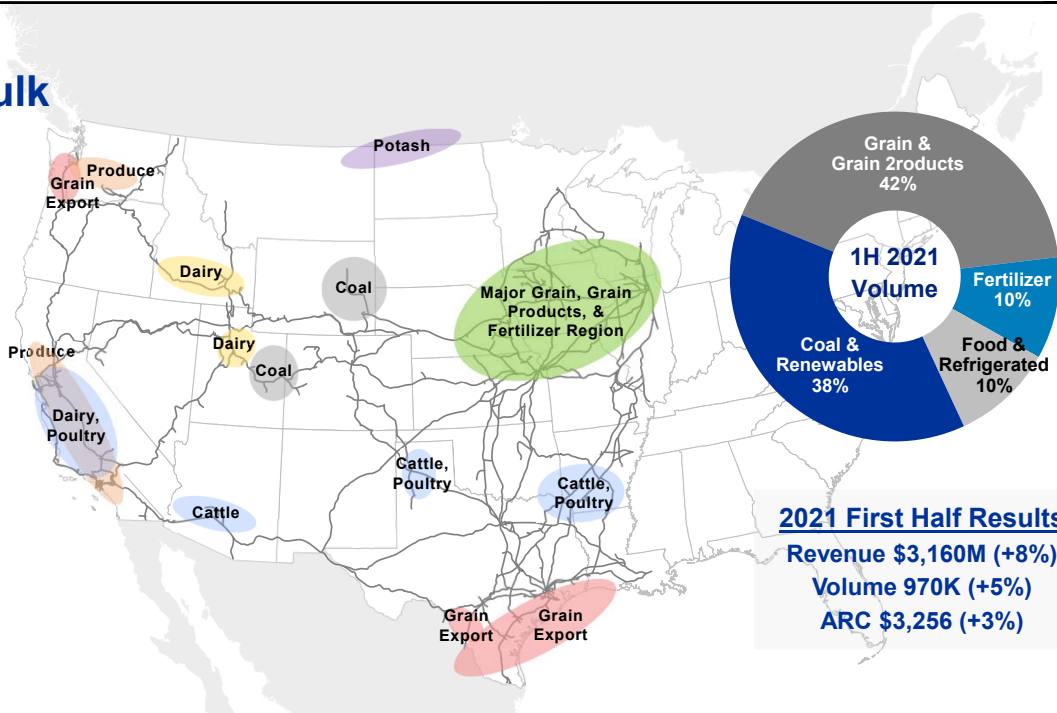 ulk
Potash
Produce
Grain
Export
Dairy
Coal
Major Grain, Grain
Products, &
Fertilizer Region
Dairy
Produce
Coal
Dairy,
Poultry
Cattle,
Poultry
Cattle,
Poultry
Cattle
Grain
Export
Grain
Export
Grain &
Grain 2roducts
42%
1H 2021
Volume
Fertilizer
10%
Coal &
Renewables
38%
Food &
Refrigerated
10%
2021 First Half Results
Revenue $3,160M (+8%)
Volume 970K (+5%)
ARC $3,256 (+3%)